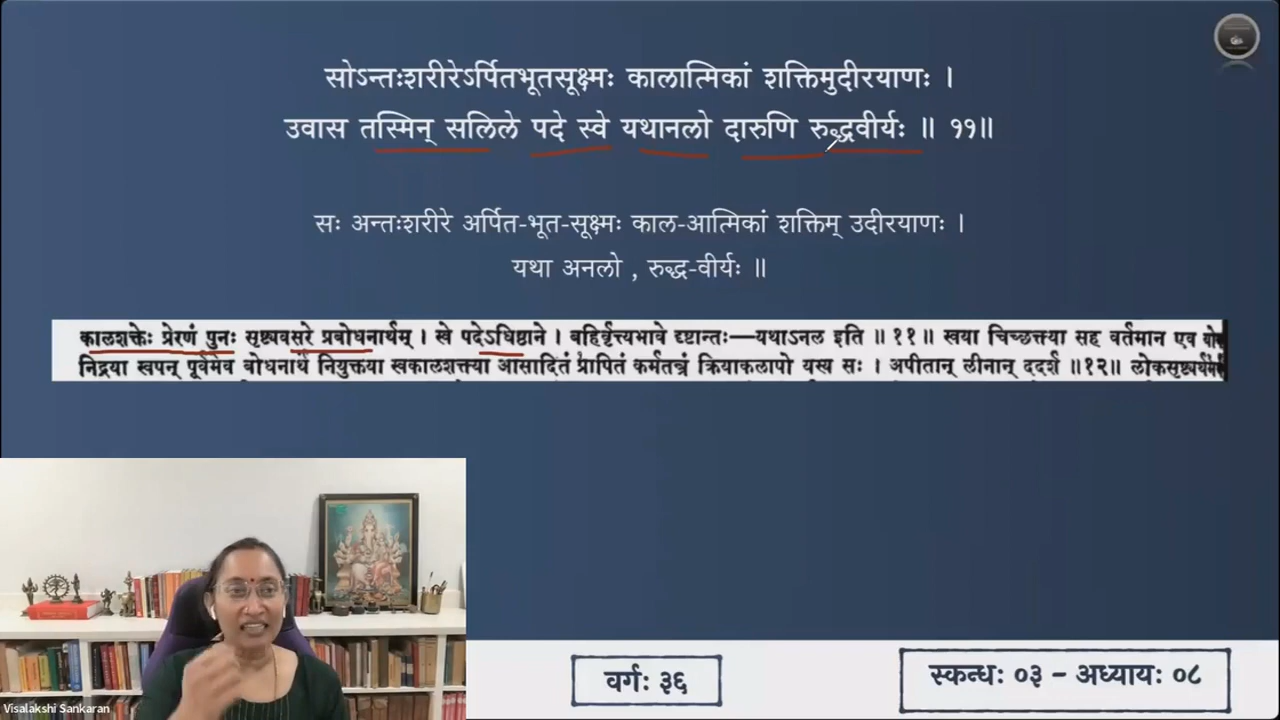 सोऽन्तःशरीरेऽर्पितभूतसूक्ष्मः कालात्मिकां शक्तिमुदीरयाणः ।
उवास तस्मिन् सलिले पदे स्वे यथानलो दारुणि रुद्धवीर्यः ॥ ११॥
सः अन्तःशरीरे अर्पित-भूत-सूक्ष्मः काल-आत्मिकां शक्तिम् उदीरयाणः ।
यथा अनलो , रुद्ध-वीर्यः ॥
कालशक्तेः प्रेरणं पुनः सृष्ट्यवसरे प्रबोधनार्थम् । स्वे पदेऽधिष्ठाने । बहिर्वृत्त्यभावे दृष्टान्तः—यथाऽनल इति ॥ ११॥ स्वया चिच्छक्त्या सह वर्तमान एव
निद्रया स्वपन् पूर्वमेव बोधनार्थं नियुक्तया स्वकालशक्त्या आसादितं प्रापितं कर्मतन्त्रं क्रियाकलापो यस्य सः । अपीतान् लीनान् ददर्श ॥१२॥
Visalakshi Sankaran
वर्गः ३६
स्कन्धः ०३ - अध्यायः ०८